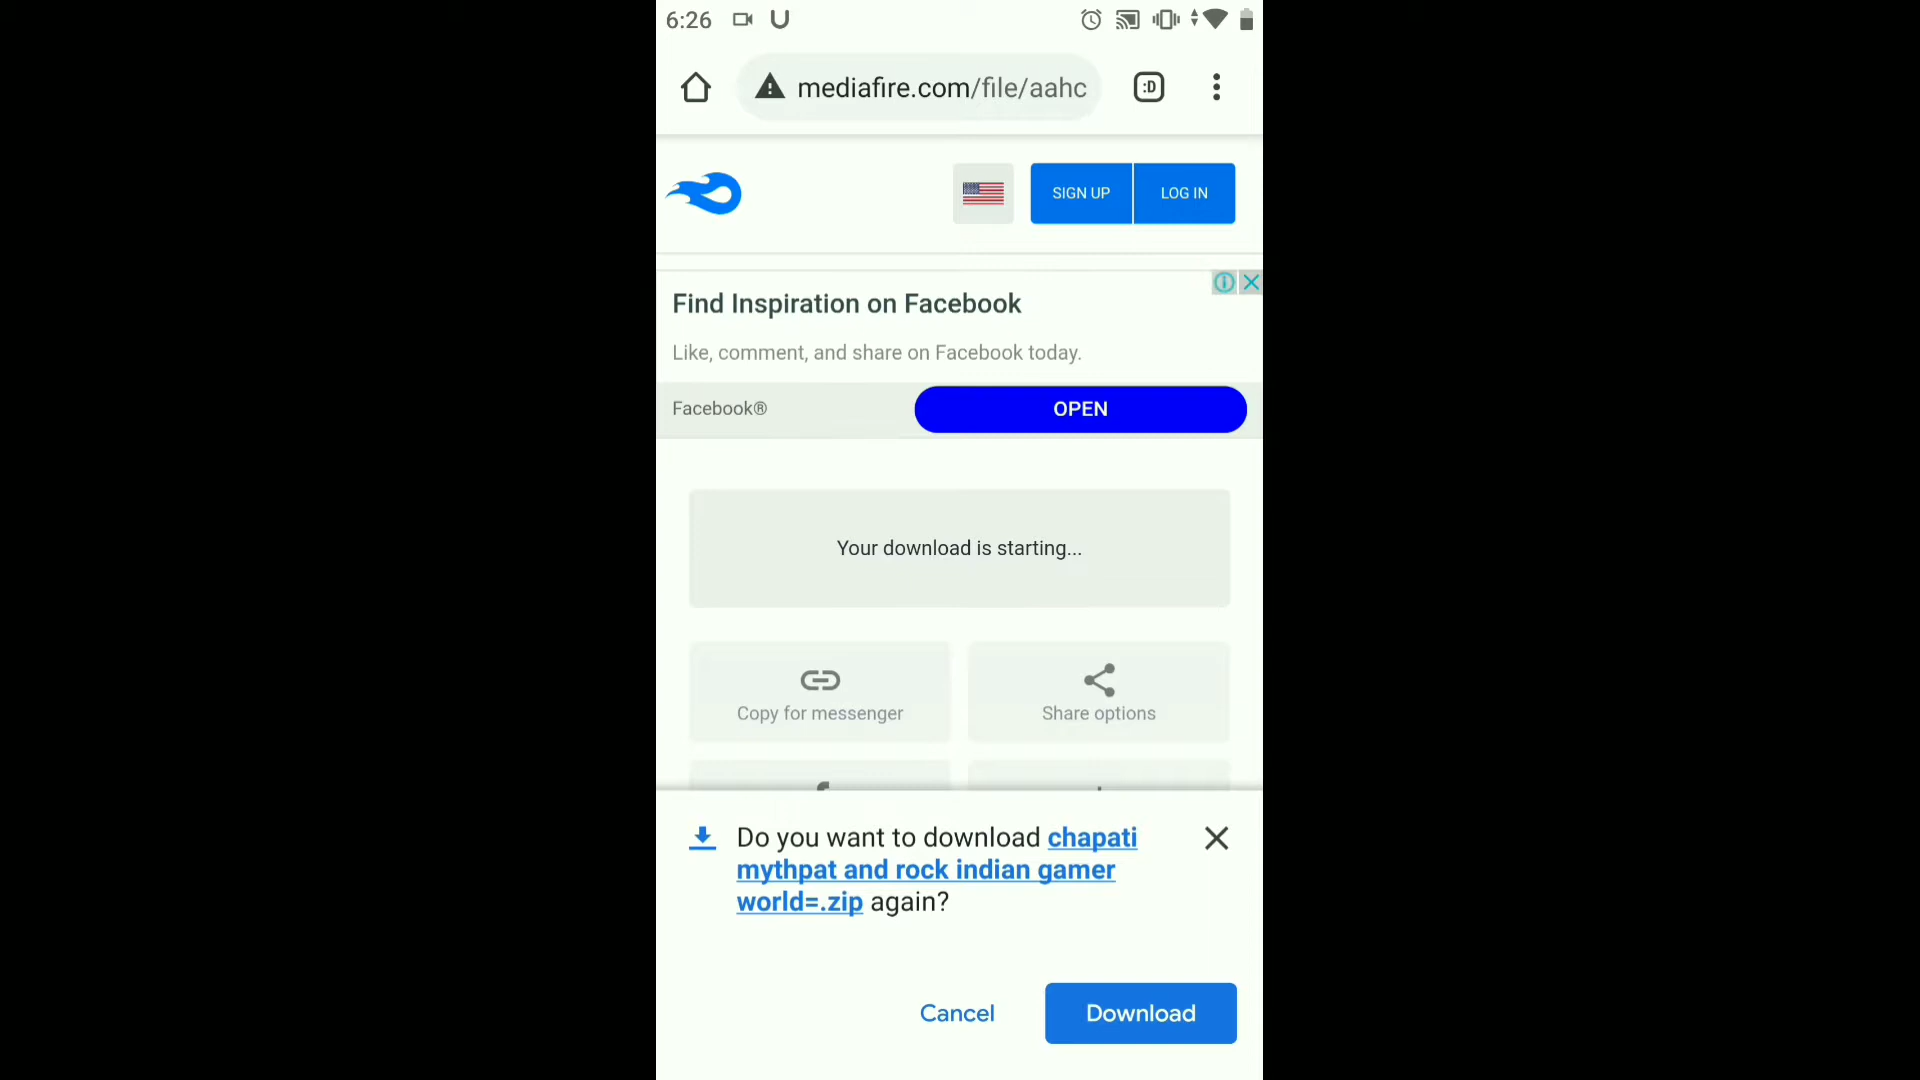 6:26
mediafire.com/file/aahc
:D
SIGN UP
LOG IN
Find Inspiration on Facebook
Like, comment, and share on Facebook today.
Facebook®
OPEN
Your download is starting...
Copy for messenger
Share options
Do you want to download chapati
mythpat and rock indian gamer
world=.zip again?
Cancel
Download